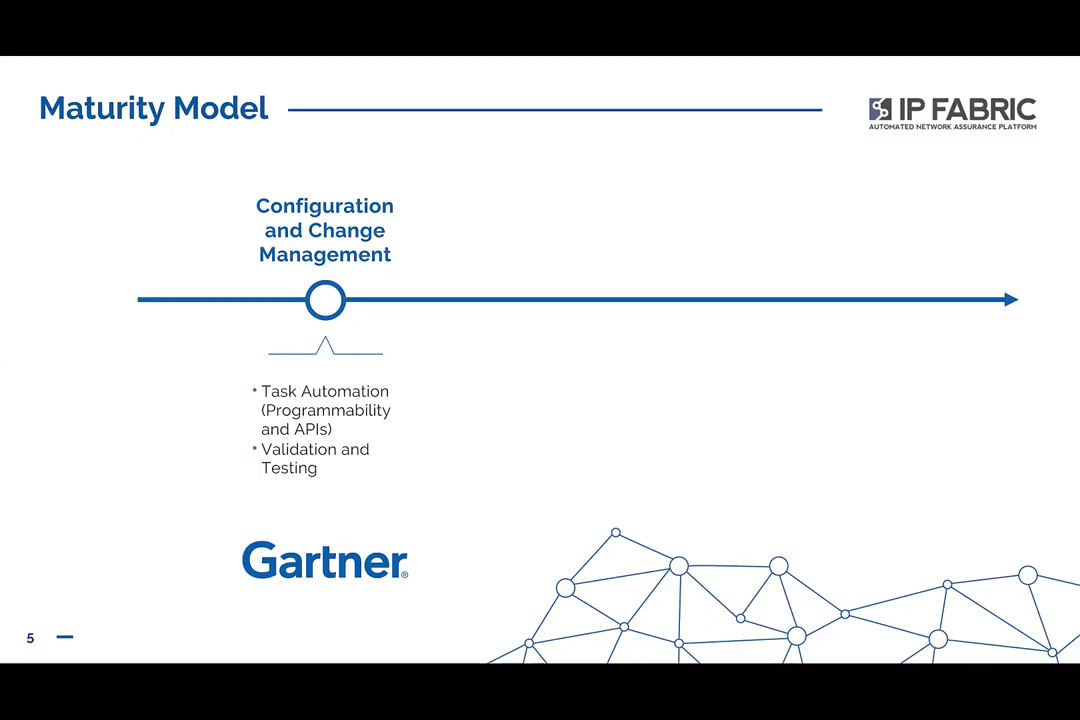 Maturity Model
IP FABRIC
AUTOMATED NETWORK ASSURANCE PLATFORM
Configuration
and Change
Management
• Task Automation
(Programmability
and APIs)
• Validation and
Testing
Gartner®
5